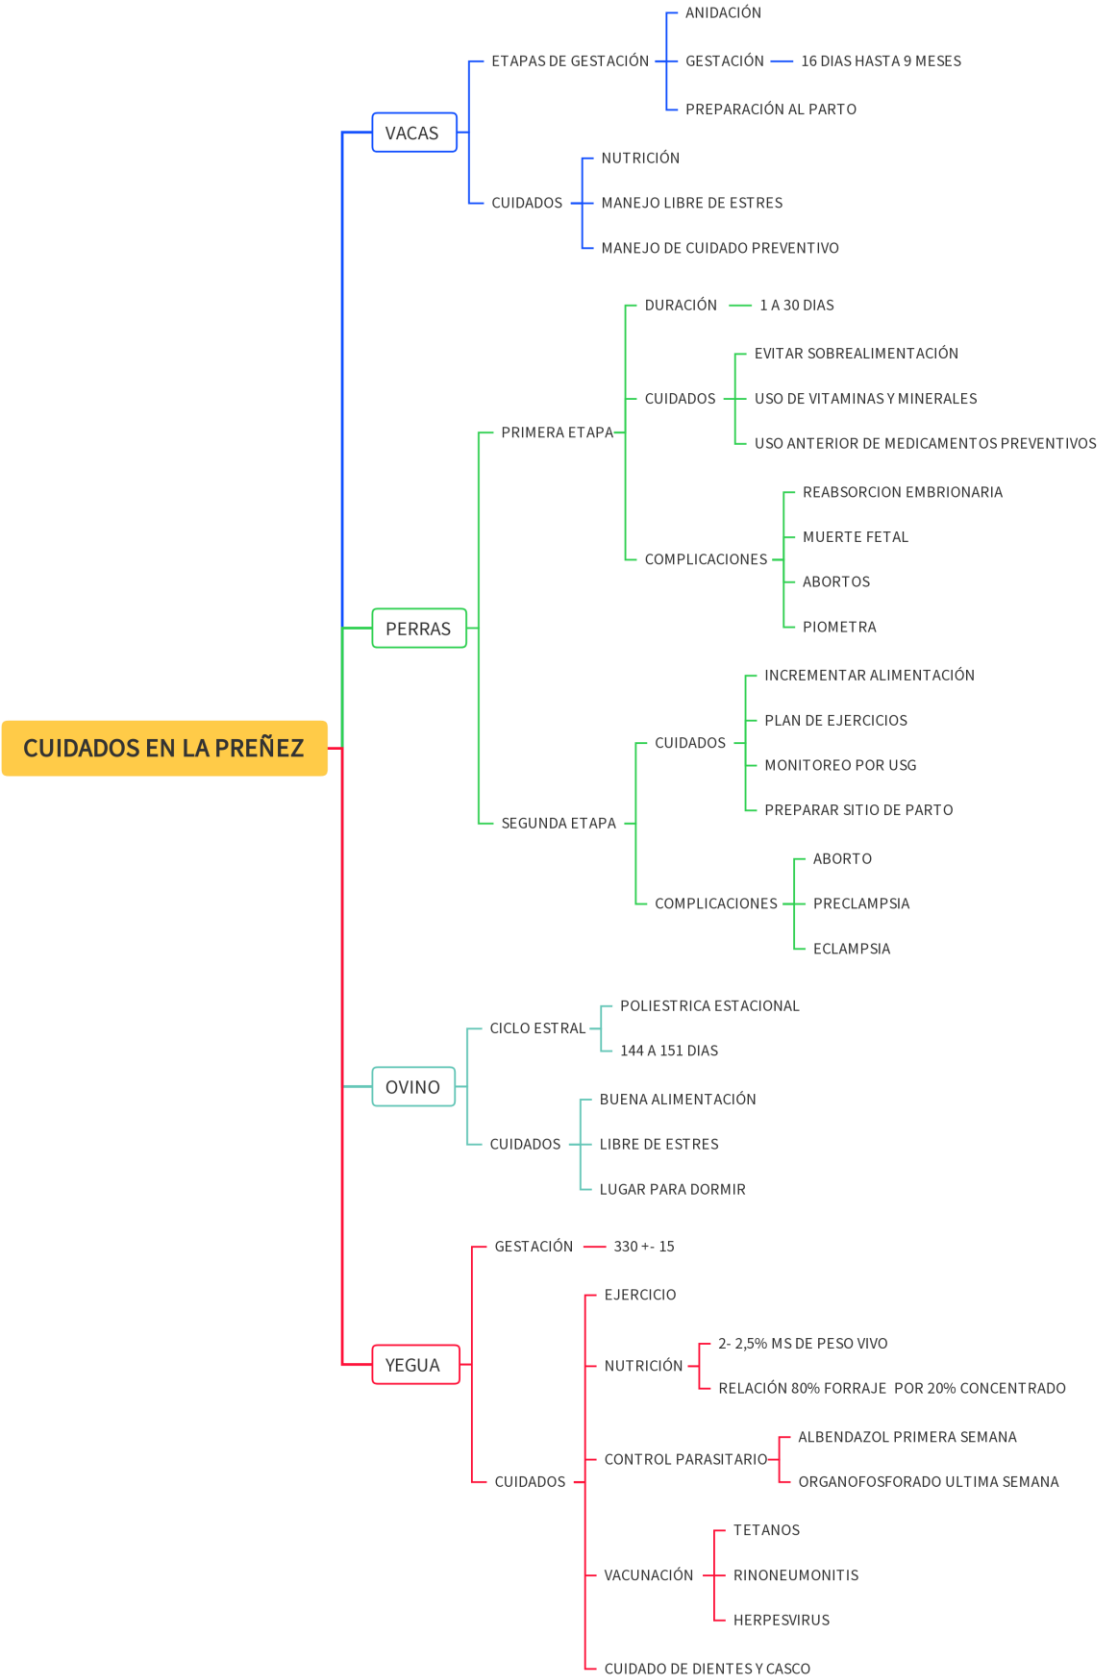 CUIDADOS EN LA PREÑEZ
VACAS
ETAPAS DE GESTACIÓN
ANIDACIÓN
GESTACIÓN
16 DIAS HASTA 9 MESES
PREPARACIÓN AL PARTO
CUIDADOS
NUTRICIÓN
MANEJO LIBRE DE ESTRES
MANEJO DE CUIDADO PREVENTIVO
PERRAS
PRIMERA ETAPA
DURACIÓN
1 A 30 DIAS
CUIDADOS
EVITAR SOBREALIMENTACIÓN
USO DE VITAMINAS Y MINERALES
USO ANTERIOR DE MEDICAMENTOS PREVENTIVOS
COMPLICACIONES
REABSORCION EMBRIONARIA
MUERTE FETAL
ABORTOS
PIOMETRA
SEGUNDA ETAPA
CUIDADOS
INCREMENTAR ALIMENTACIÓN
PLAN DE EJERCICIOS
MONITOREO POR USG
PREPARAR SITIO DE PARTO
COMPLICACIONES
ABORTO
PRECLAMPSIA
ECLAMPSIA
OVINO
CICLO ESTRAL
POLIESTRICA ESTACIONAL
144 A 151 DIAS
CUIDADOS
BUENA ALIMENTACIÓN
LIBRE DE ESTRES
LUGAR PARA DORMIR
YEGUA
GESTACIÓN
330 +- 15
CUIDADOS
EJERCICIO
NUTRICIÓN
2- 2,5% MS DE PESO VIVO
RELACIÓN 80% FORRAJE  POR 20% CONCENTRADO
CONTROL PARASITARIO
ALBENDAZOL PRIMERA SEMANA
ORGANOFOSFORADO ULTIMA SEMANA
VACUNACIÓN
TETANOS
RINONEUMONITIS
HERPESVIRUS
CUIDADO DE DIENTES Y CASCO